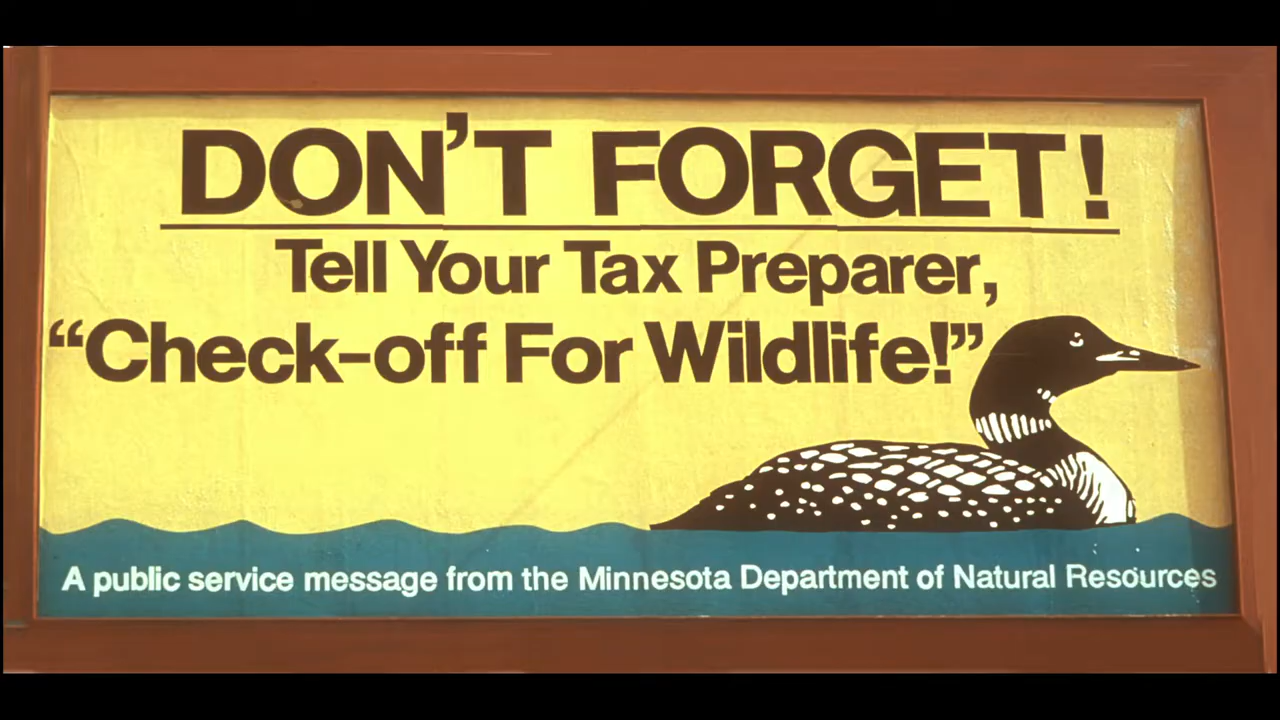 DON'T FORGET!
Tell Your Tax Preparer,
“Check-off For Wildlife!”
A public service message from the Minnesota Department of Natural Resources